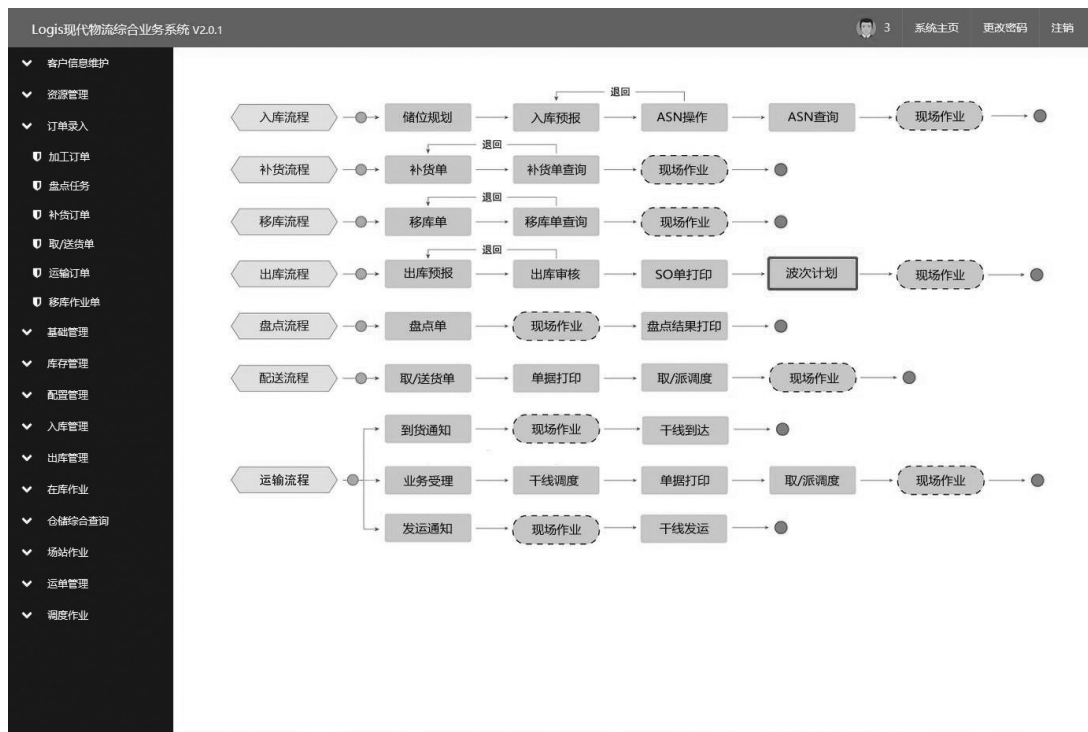 Logis现代物流综合业务系统 V2.0.1
3 系统主页 更改密码 注销
客户信息维护
资源管理
订单录入
加工订单
盘点任务
补货订单
取/送货单
运输订单
移库作业单
基础管理
库存管理
配置管理
入库管理
出库管理
在库作业
仓储综合查询
场站作业
运单管理
调度作业
退回
入库流程 储位规划 入库预报 ASN操作 ASN查询 现场作业
退回
补货流程 补货单 补货单查询 现场作业
退回
移库流程 移库单 移库单查询 现场作业
退回
出库流程 出库预报 出库审核 SO单打印 波次计划 现场作业
盘点流程 盘点单 现场作业 盘点结果打印
配送流程 取/送货单 单据打印 取/派调度 现场作业
到货通知 现场作业 干线到达
运输流程 业务受理 干线调度 单据打印 取/派调度 现场作业
发运通知 现场作业 干线发运